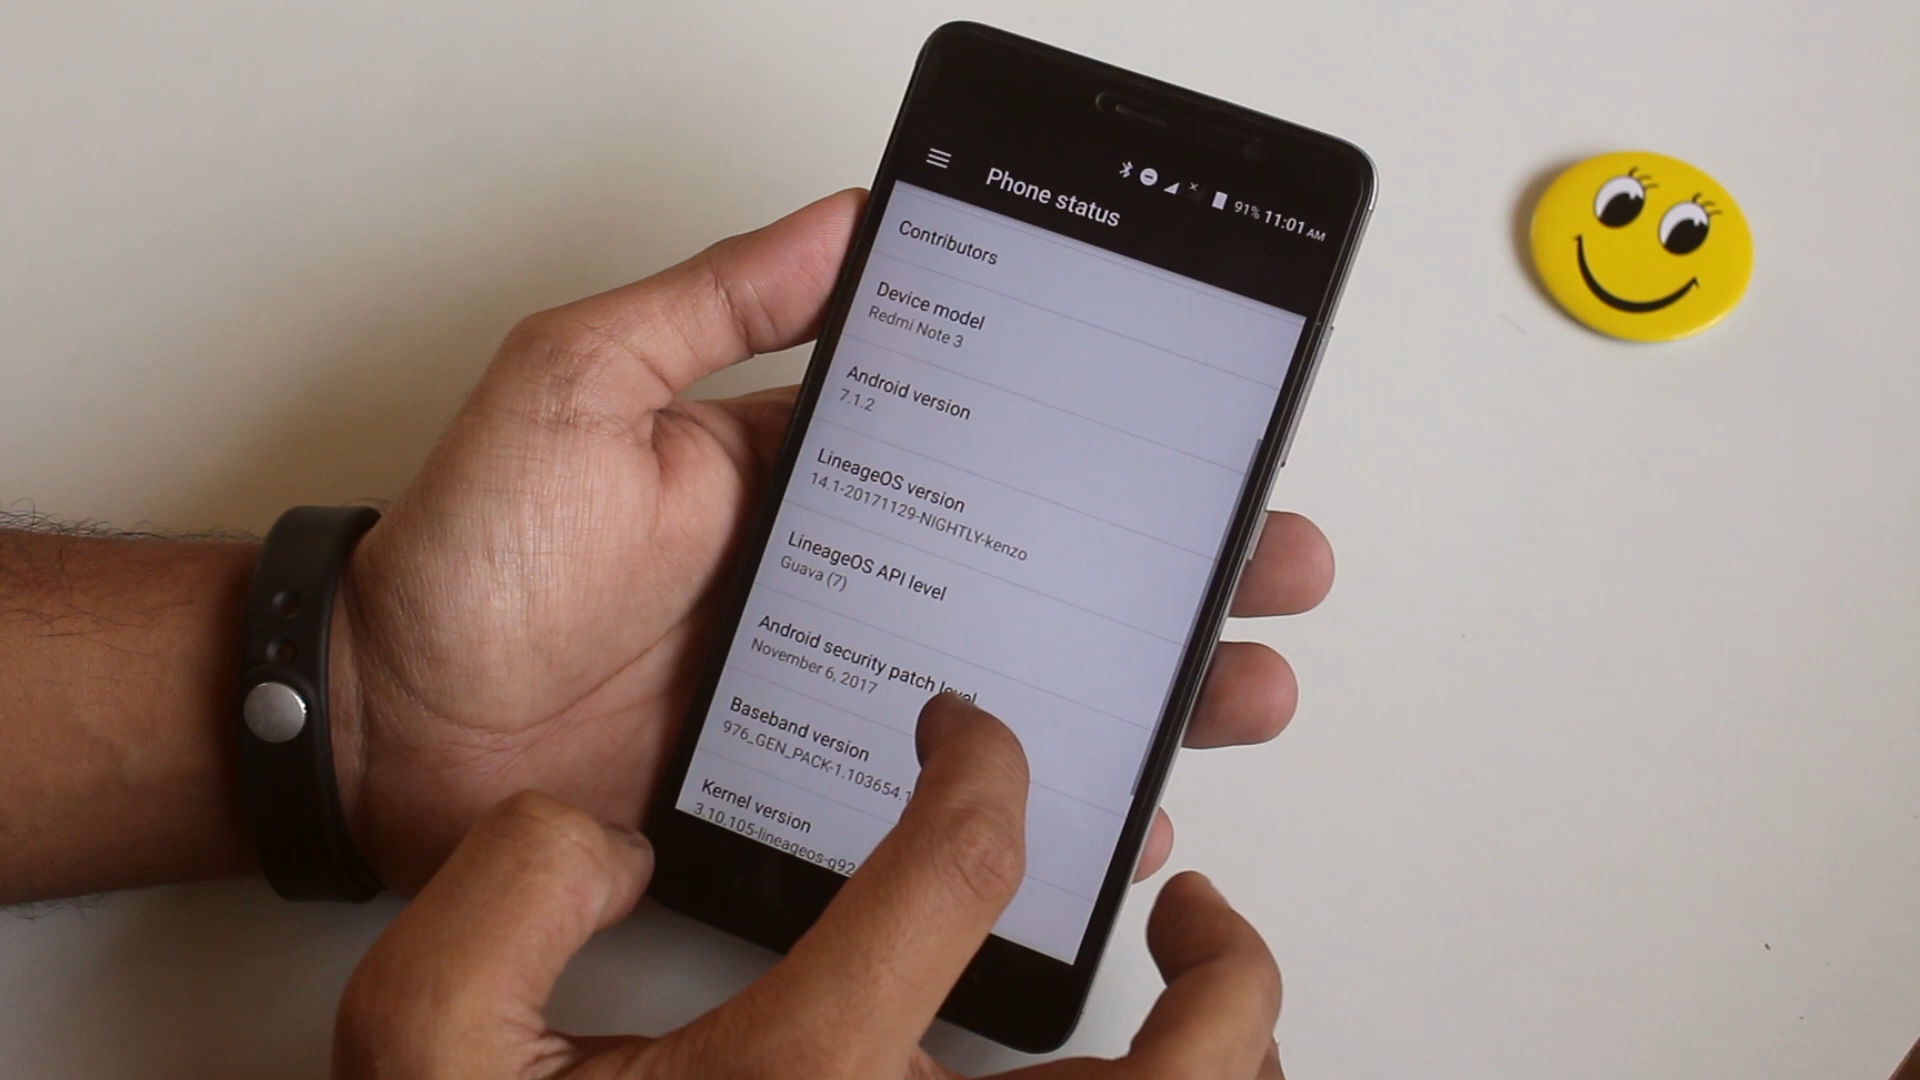 91% 11:01 AM
Phone status
Contributors
Device model
Redmi Note 3
Android version
7.1.2
LineageOS version
14.1-20171129-NIGHTLY-kenzo
LineageOS API level
Guava (7)
Android security patch level
November 6, 2017
Baseband version
976_GEN_PACK-1.103654.1
Kernel version
3.10.105-lineageos-g92